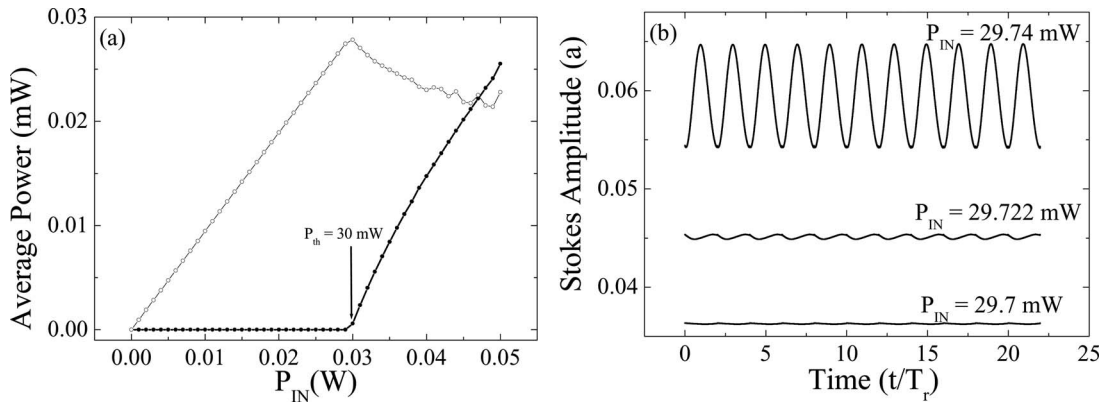 (a)
Average Power (mW)
0.03
0.02
0.01
0.00
P_th = 30 mW
0.00 0.01 0.02 0.03 0.04 0.05
P_IN(W)
(b)
Stokes Amplitude (a)
0.06
0.05
0.04
P_IN = 29.74 mW
P_IN = 29.722 mW
P_IN = 29.7 mW
0 5 10 15 20 25
Time (t/T_r)